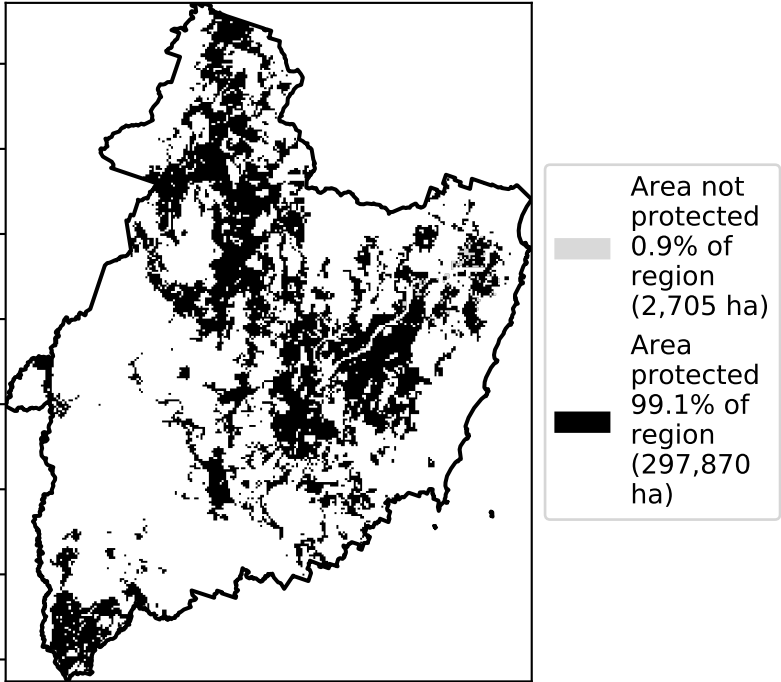 Area not
protected
0.9% of
region
(2,705 ha)
Area
protected
99.1% of
region
(297,870
ha)